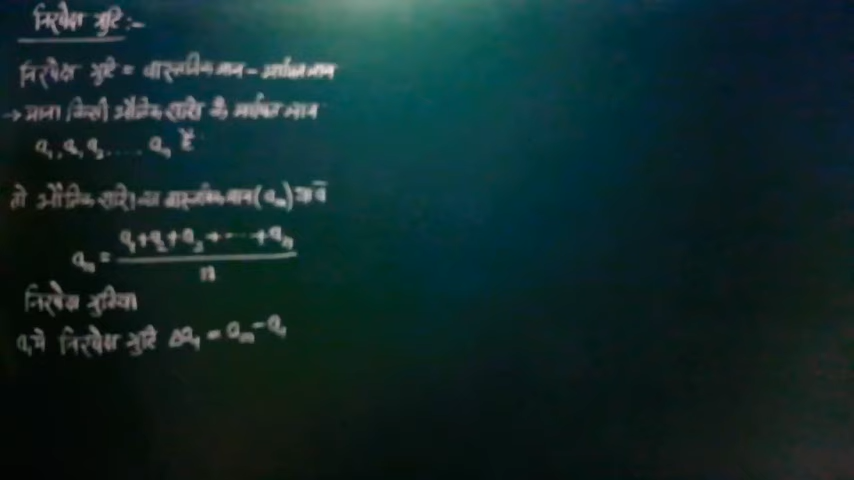 निरपेक्ष त्रुटि :-
निरपेक्ष त्रुटि = वास्तविक मान - मापित मान
→ माना किसी भौतिक राशि के मापित मान
a₁, a₂, a₃ ..... aₙ हैं
तो भौतिक राशि का वास्तविक मान (aₘ) या ā
aₘ = (a₁ + a₂ + a₃ + ... + aₙ) / n
निरपेक्ष त्रुटियां
a₁ में निरपेक्ष त्रुटि Δa₁ = aₘ - a₁